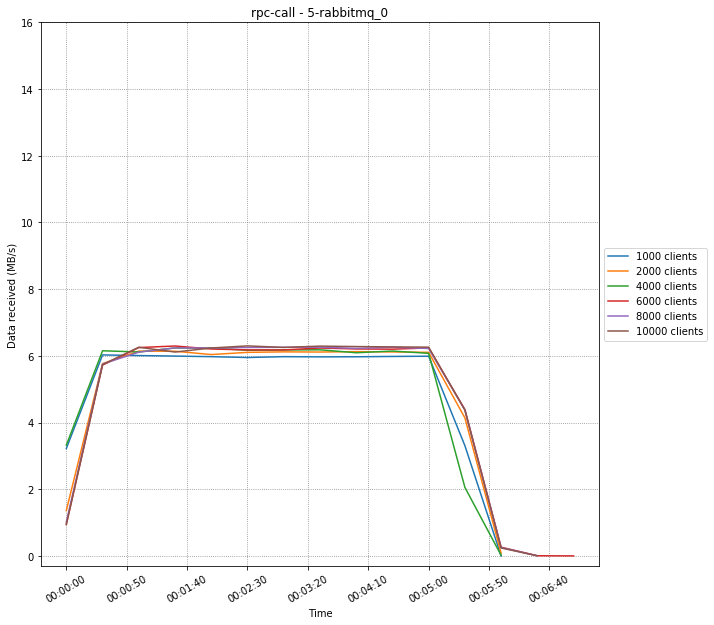 rpc-call - 5-rabbitmq_0
16
14
12
10
8
6
4
2
0
Data received (MB/s)
00:00:00
00:00:50
00:01:40
00:02:30
00:03:20
00:04:10
00:05:00
00:05:50
00:06:40
Time
1000 clients
2000 clients
4000 clients
6000 clients
8000 clients
10000 clients